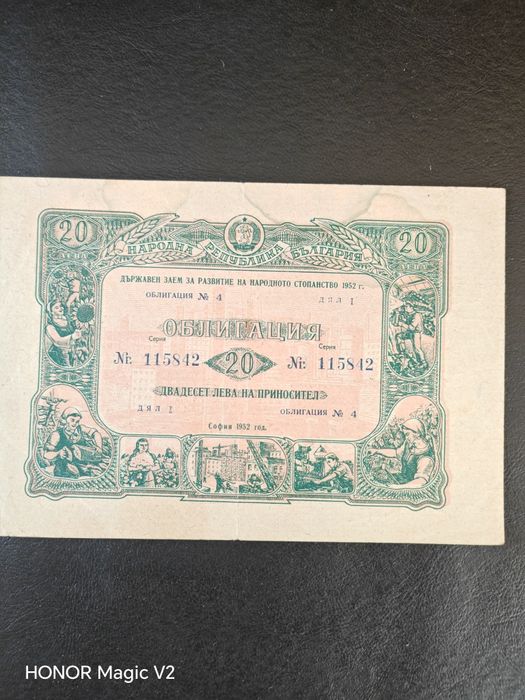 20 20
ЛЕВА ЛЕВА
НАРОДНА РЕПУБЛИКА БЪЛГАРИЯ
ДЪРЖАВЕН ЗАЕМ ЗА РАЗВИТИЕ НА НАРОДНОТО СТОПАНСТВО 1952 г.
ОБЛИГАЦИЯ № 4 ДЯЛ I
ОБЛИГАЦИЯ
Серия Серия
№: 115842 20 №: 115842
ДВАДЕСЕТ ЛЕВА НА ПРИНОСИТЕЛ
ДЯЛ I ОБЛИГАЦИЯ № 4
София 1952 год.
HONOR Magic V2